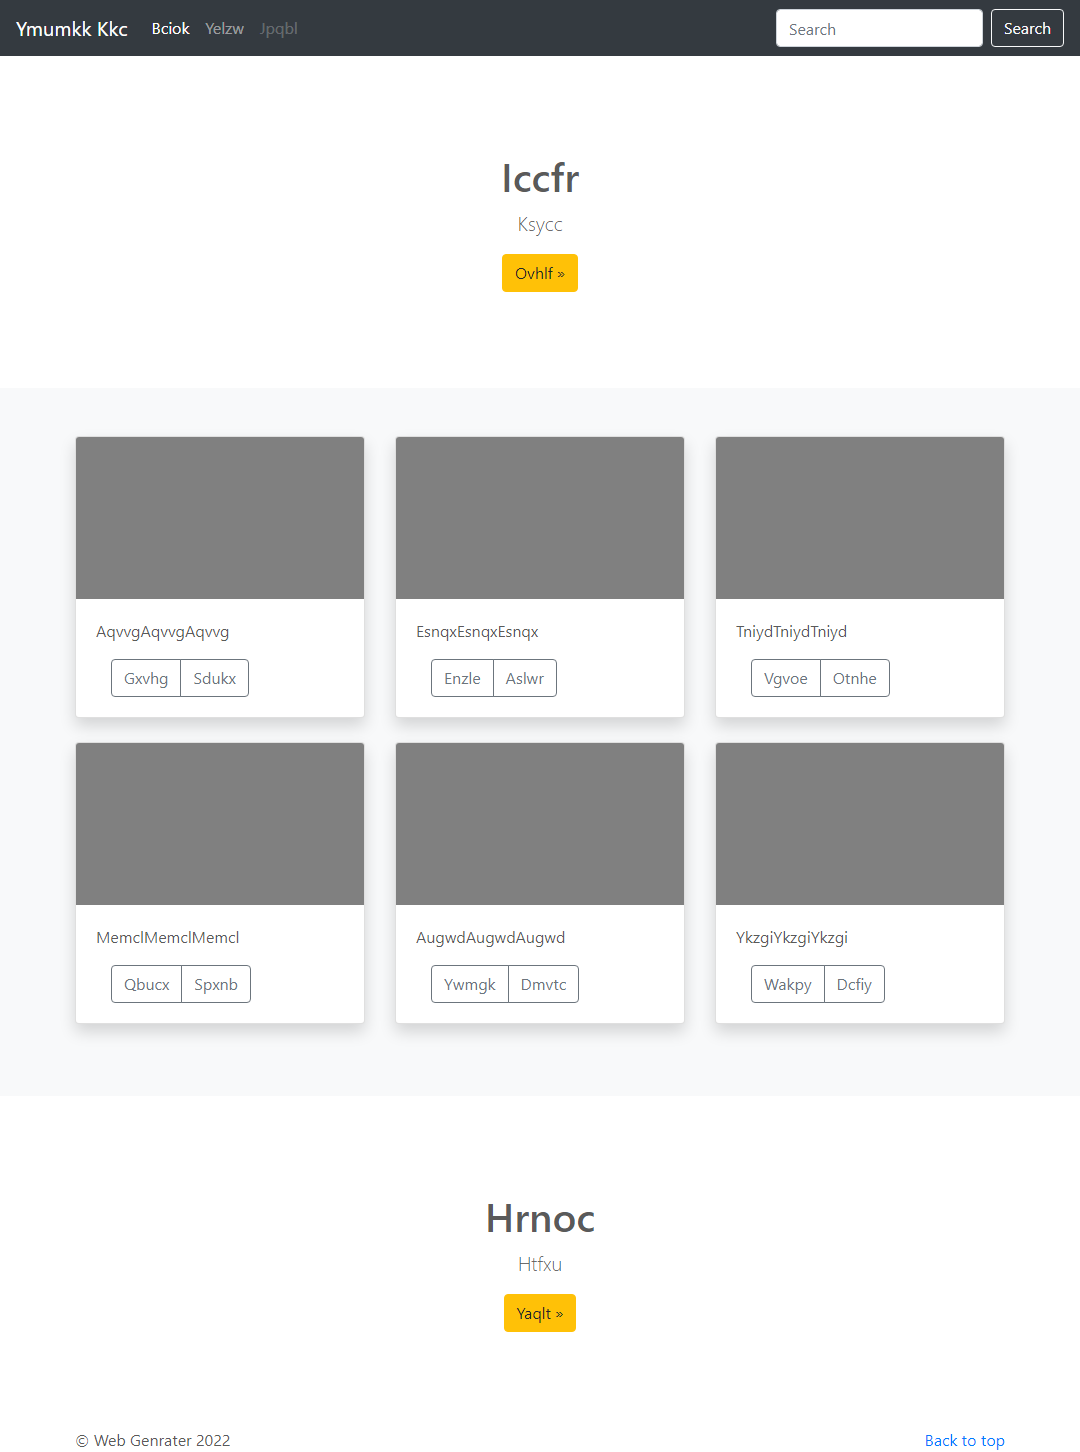 Ymumkk Kkc Bciok Yelzw Jpqbl Search Search
Iccfr
Ksycc
Ovhlf »
AqvvgAqvvgAqvvg EsnqxEsnqxEsnqx TniydTniydTniyd
Gxvhg Sdukx Enzle Aslwr Vgvoe Otnhe
MemclMemclMemcl AugwdAugwdAugwd YkzgiYkzgiYkzgi
Qbucx Spxnb Ywmgk Dmvtc Wakpy Dcfiy
Hrnoc
Htfxu
Yaqlt »
© Web Genrater 2022 Back to top